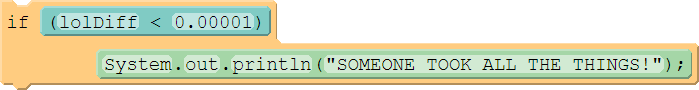 if (lolDiff < 0.00001)
System.out.println("SOMEONE TOOK ALL THE THINGS!");